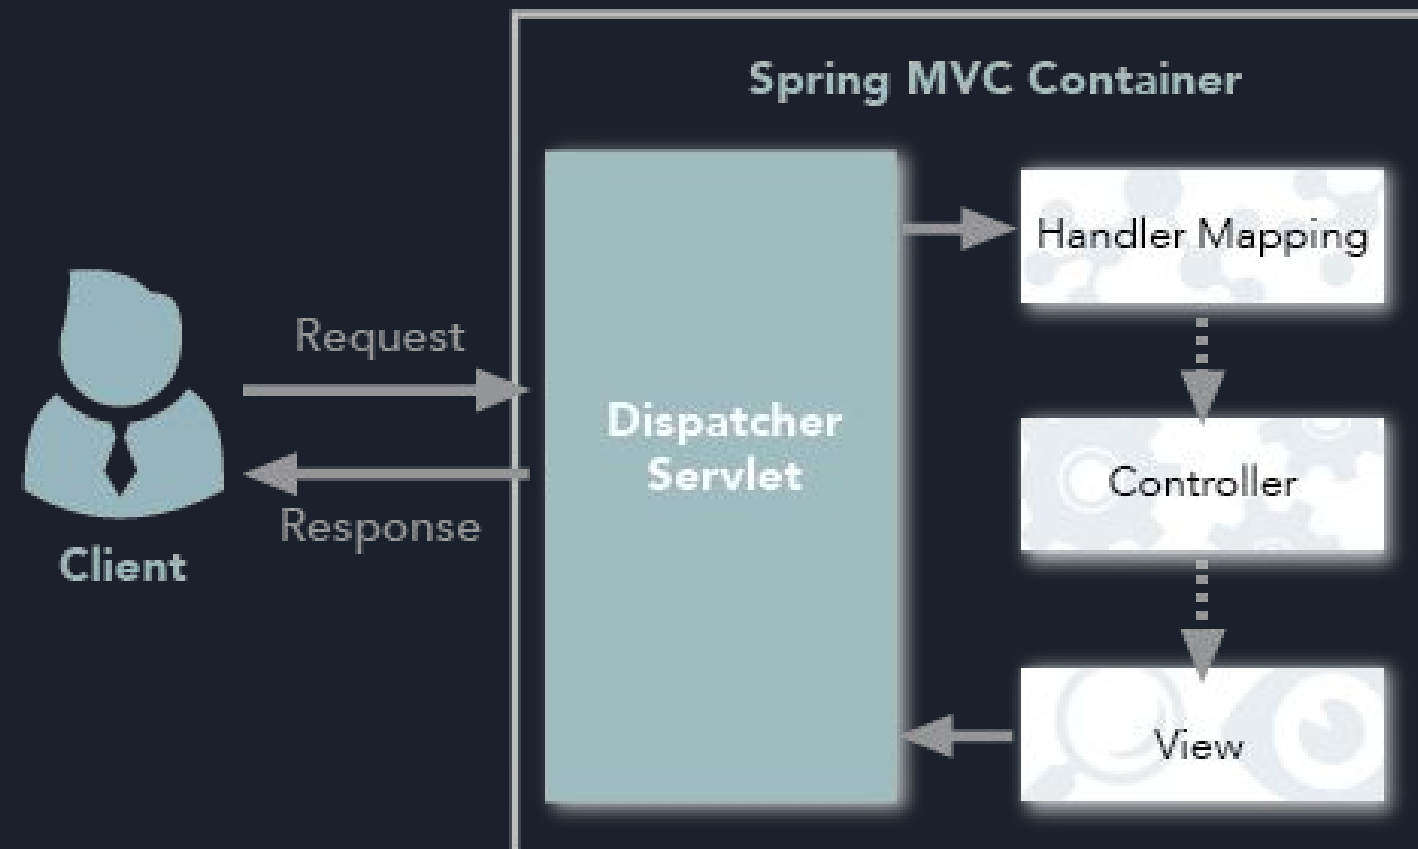 Spring MVC Container
Handler Mapping
Request
Dispatcher
Servlet
Controller
Response
Client
View